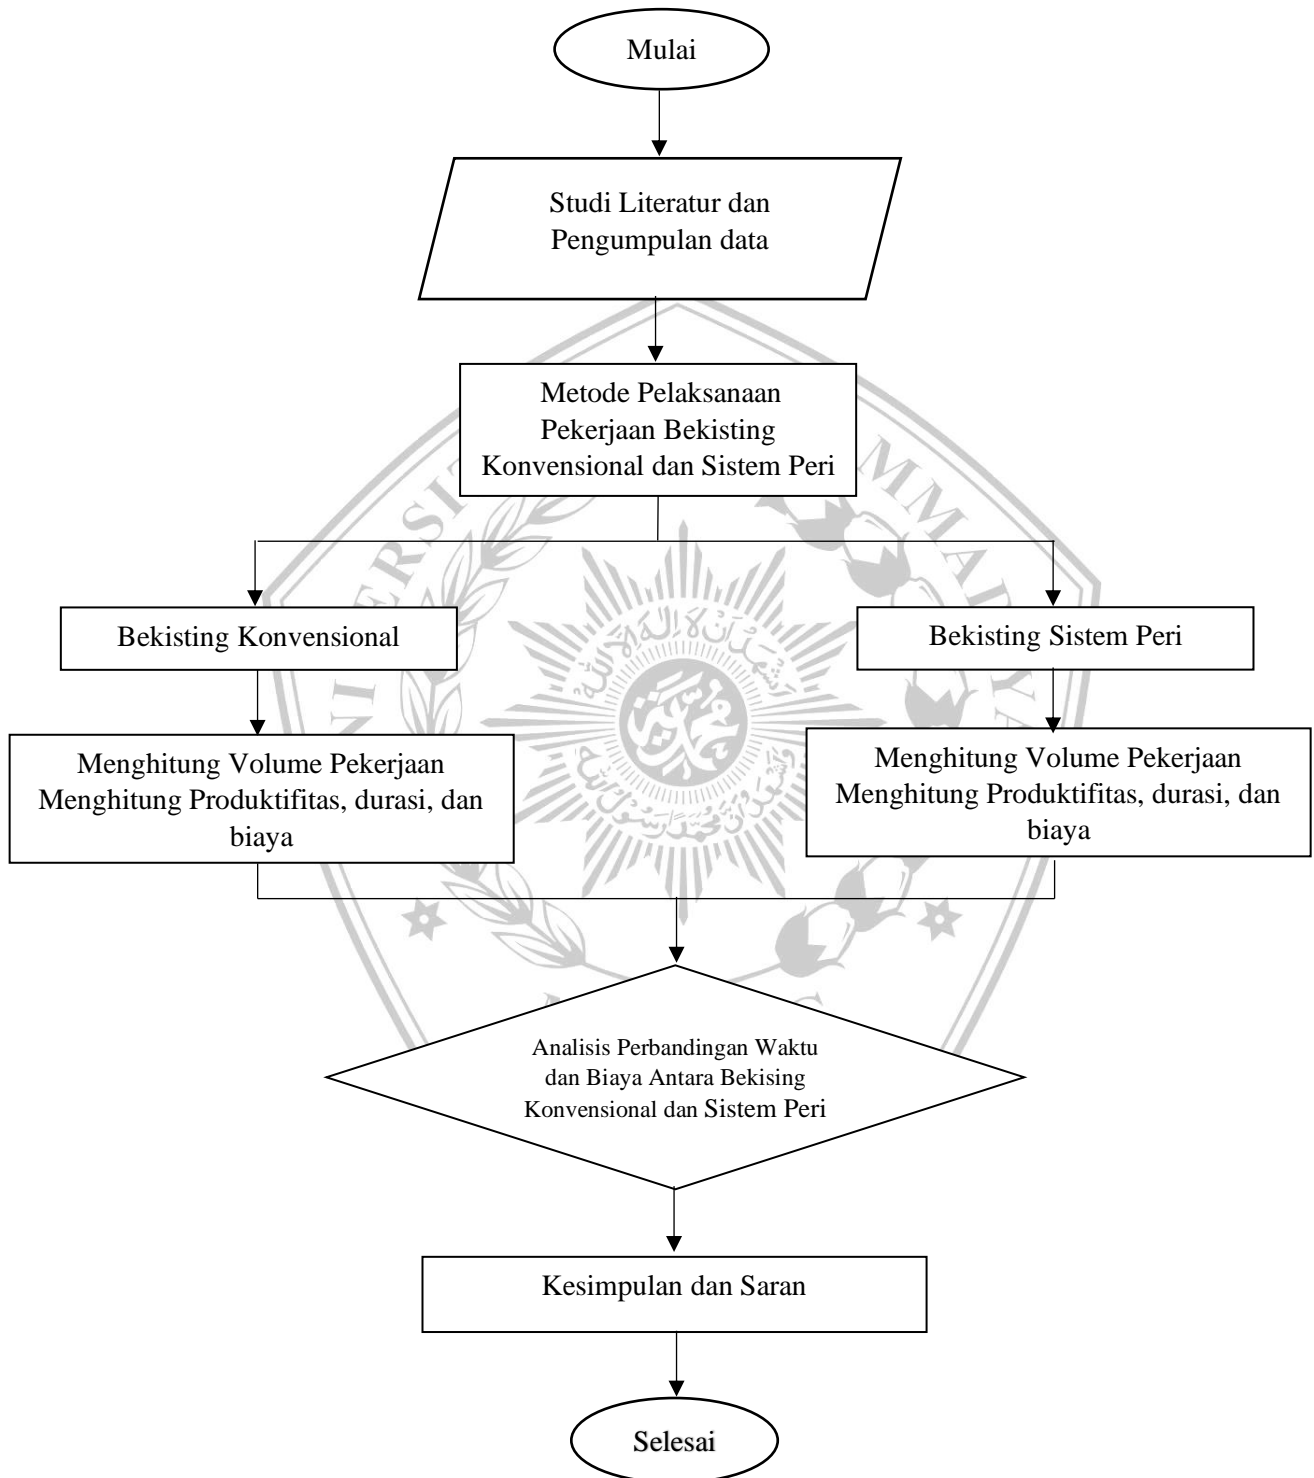 Mulai
Studi Literatur dan
Pengumpulan data
Metode Pelaksanaan
Pekerjaan Bekisting
Konvensional dan Sistem Peri
Bekisting Konvensional
Bekisting Sistem Peri
Menghitung Volume Pekerjaan
Menghitung Produktifitas, durasi, dan
biaya
Menghitung Volume Pekerjaan
Menghitung Produktifitas, durasi, dan
biaya
Analisis Perbandingan Waktu
dan Biaya Antara Bekising
Konvensional dan Sistem Peri
Kesimpulan dan Saran
Selesai